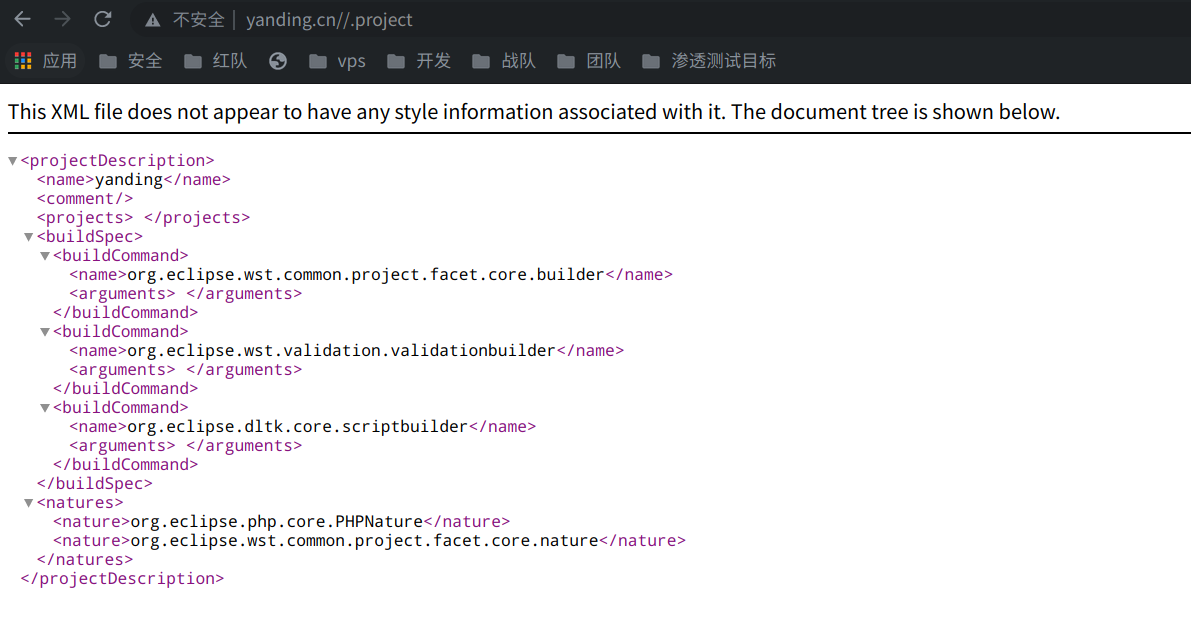 不安全 | yanding.cn//.project
应用 安全 红队 vps 开发 战队 团队 渗透测试目标
This XML file does not appear to have any style information associated with it. The document tree is shown below.
▼<projectDescription>
<name>yanding</name>
<comment/>
<projects> </projects>
▼<buildSpec>
▼<buildCommand>
<name>org.eclipse.wst.common.project.facet.core.builder</name>
<arguments> </arguments>
</buildCommand>
▼<buildCommand>
<name>org.eclipse.wst.validation.validationbuilder</name>
<arguments> </arguments>
</buildCommand>
▼<buildCommand>
<name>org.eclipse.dltk.core.scriptbuilder</name>
<arguments> </arguments>
</buildCommand>
</buildSpec>
▼<natures>
<nature>org.eclipse.php.core.PHPNature</nature>
<nature>org.eclipse.wst.common.project.facet.core.nature</nature>
</natures>
</projectDescription>